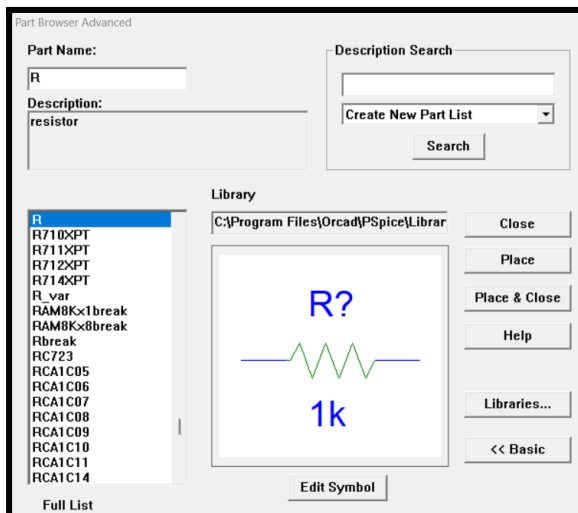 Part Browser Advanced
Part Name:
R
Description:
resistor
Description Search
Create New Part List
Search
Library
C:\Program Files\Orcad\PSpice\Librar
R
R710XPT
R711XPT
R712XPT
R714XPT
R_var
RAM8Kx1break
RAM8Kx8break
Rbreak
RC723
RCA1C05
RCA1C06
RCA1C07
RCA1C08
RCA1C09
RCA1C10
RCA1C11
RCA1C14
Full List
R?
1k
Edit Symbol
Close
Place
Place & Close
Help
Libraries...
<< Basic